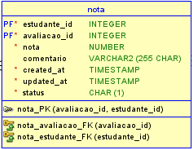 nota
PF* estudante_id INTEGER
PF* avaliacao_id INTEGER
* nota NUMBER
comentario VARCHAR2 (255 CHAR)
* created_at TIMESTAMP
* updated_at TIMESTAMP
* status CHAR (1)
nota_PK (avaliacao_id, estudante_id)
nota_avaliacao_FK (avaliacao_id)
nota_estudante_FK (estudante_id)